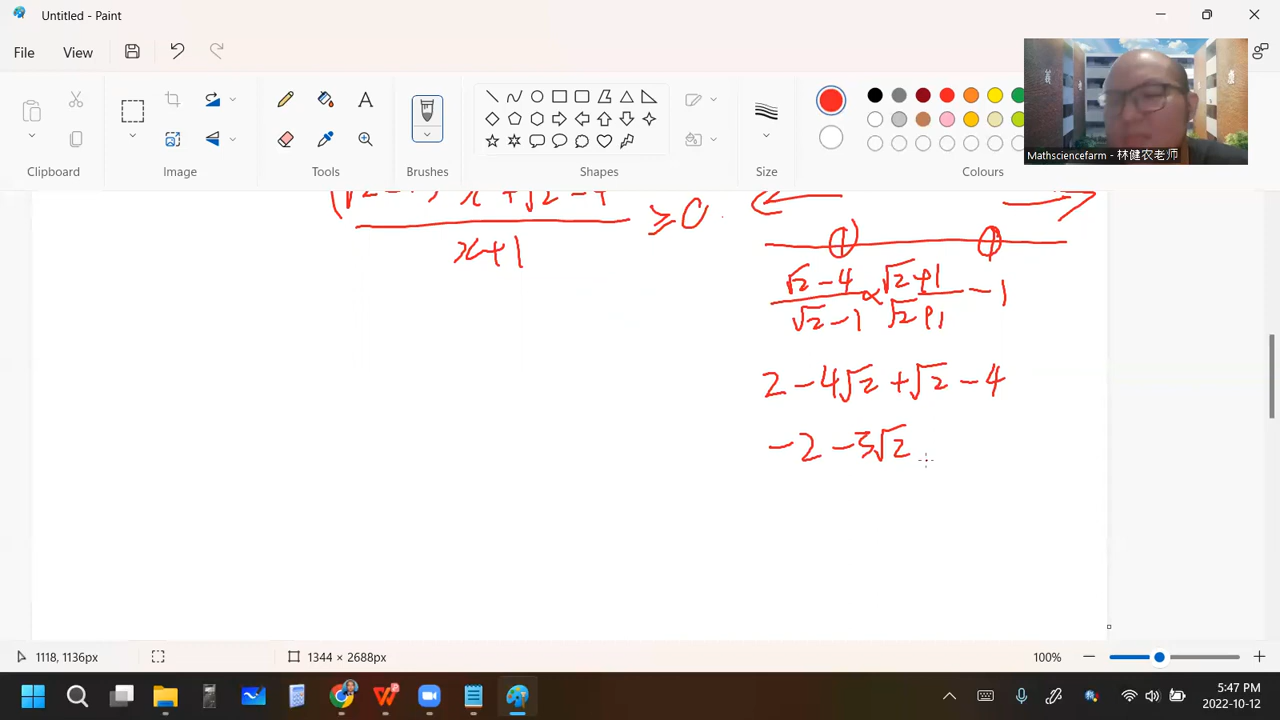 Untitled - Paint
File View
Mathsciencefarm - 林健农老师
Clipboard
Image
Tools
Brushes
Shapes
Size
Colours
≥0
x+1
√2-4/√2-1 × √2+1/√2+1 -1
2-4√2+√2-4
-2-3√2
1118, 1136px
1344 × 2688px
100%
5:47 PM
2022-10-12